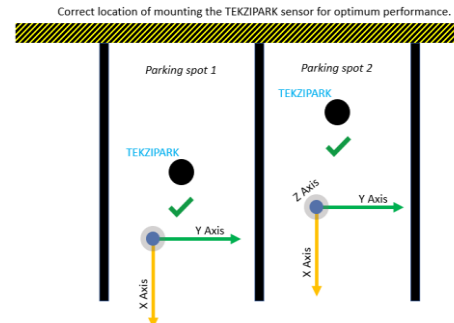 Correct location of mounting the TEKZIPARK sensor for optimum performance.
Parking spot 1
Parking spot 2
TEKZIPARK
TEKZIPARK
Z Axis
Y Axis
Y Axis
X Axis
X Axis